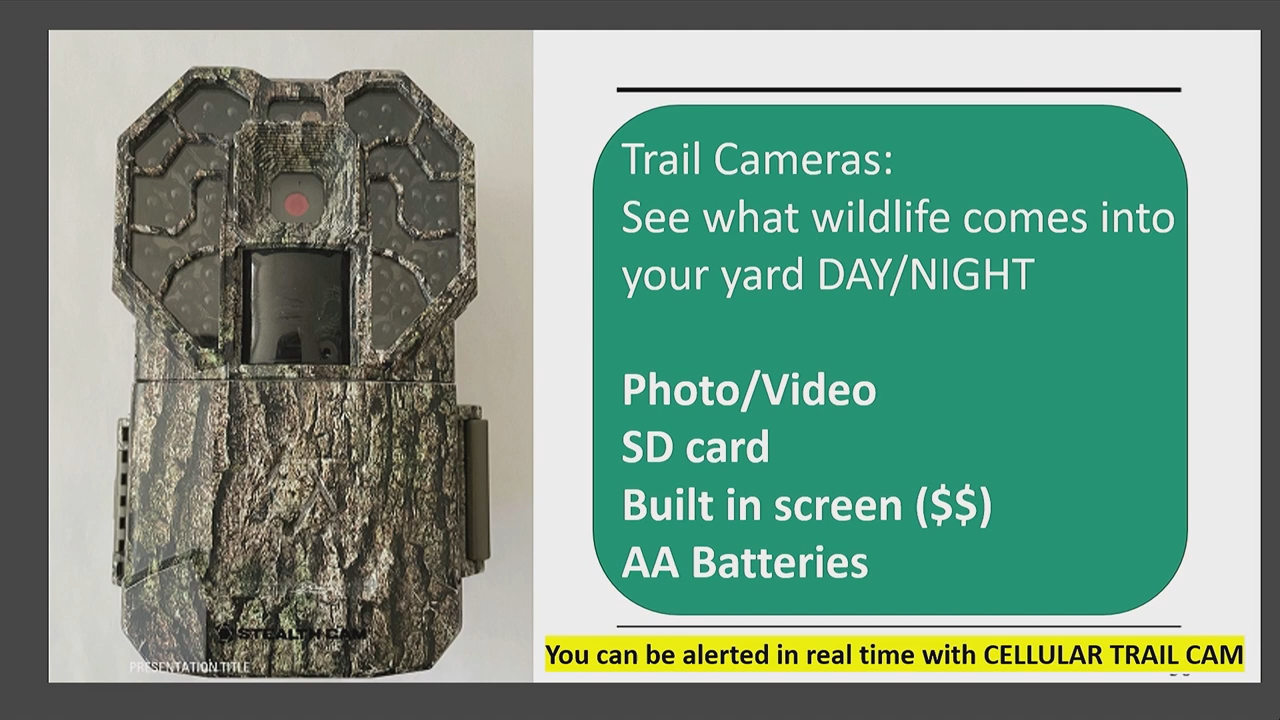 Trail Cameras:
See what wildlife comes into
your yard DAY/NIGHT
Photo/Video
SD card
Built in screen ($$)
AA Batteries
STEALTH CAM
PRESENTATION TITLE
You can be alerted in real time with CELLULAR TRAIL CAM